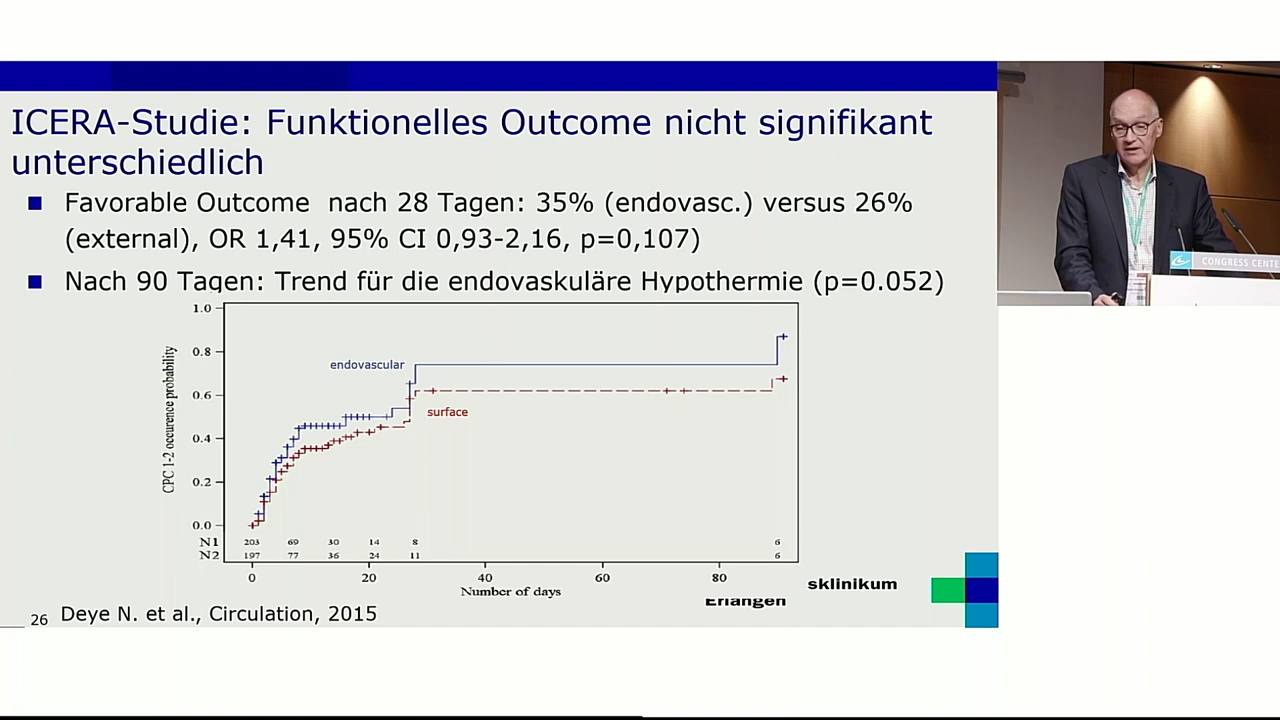 ICERA-Studie: Funktionelles Outcome nicht signifikant
unterschiedlich
Favorable Outcome nach 28 Tagen: 35% (endovasc.) versus 26%
(external), OR 1,41, 95% CI 0,93-2,16, p=0,107)
Nach 90 Tagen: Trend für die endovaskuläre Hypothermie (p=0.052)
CPC 1-2 occurence probability
1.0
0.8
0.6
0.4
0.2
0.0
endovascular
surface
N1 203 69 30 14 8 6
N2 197 77 36 24 11 6
0 20 40 60 80
Number of days
sklinikum
Erlangen
26 Deye N. et al., Circulation, 2015
CONGRESS CENTE